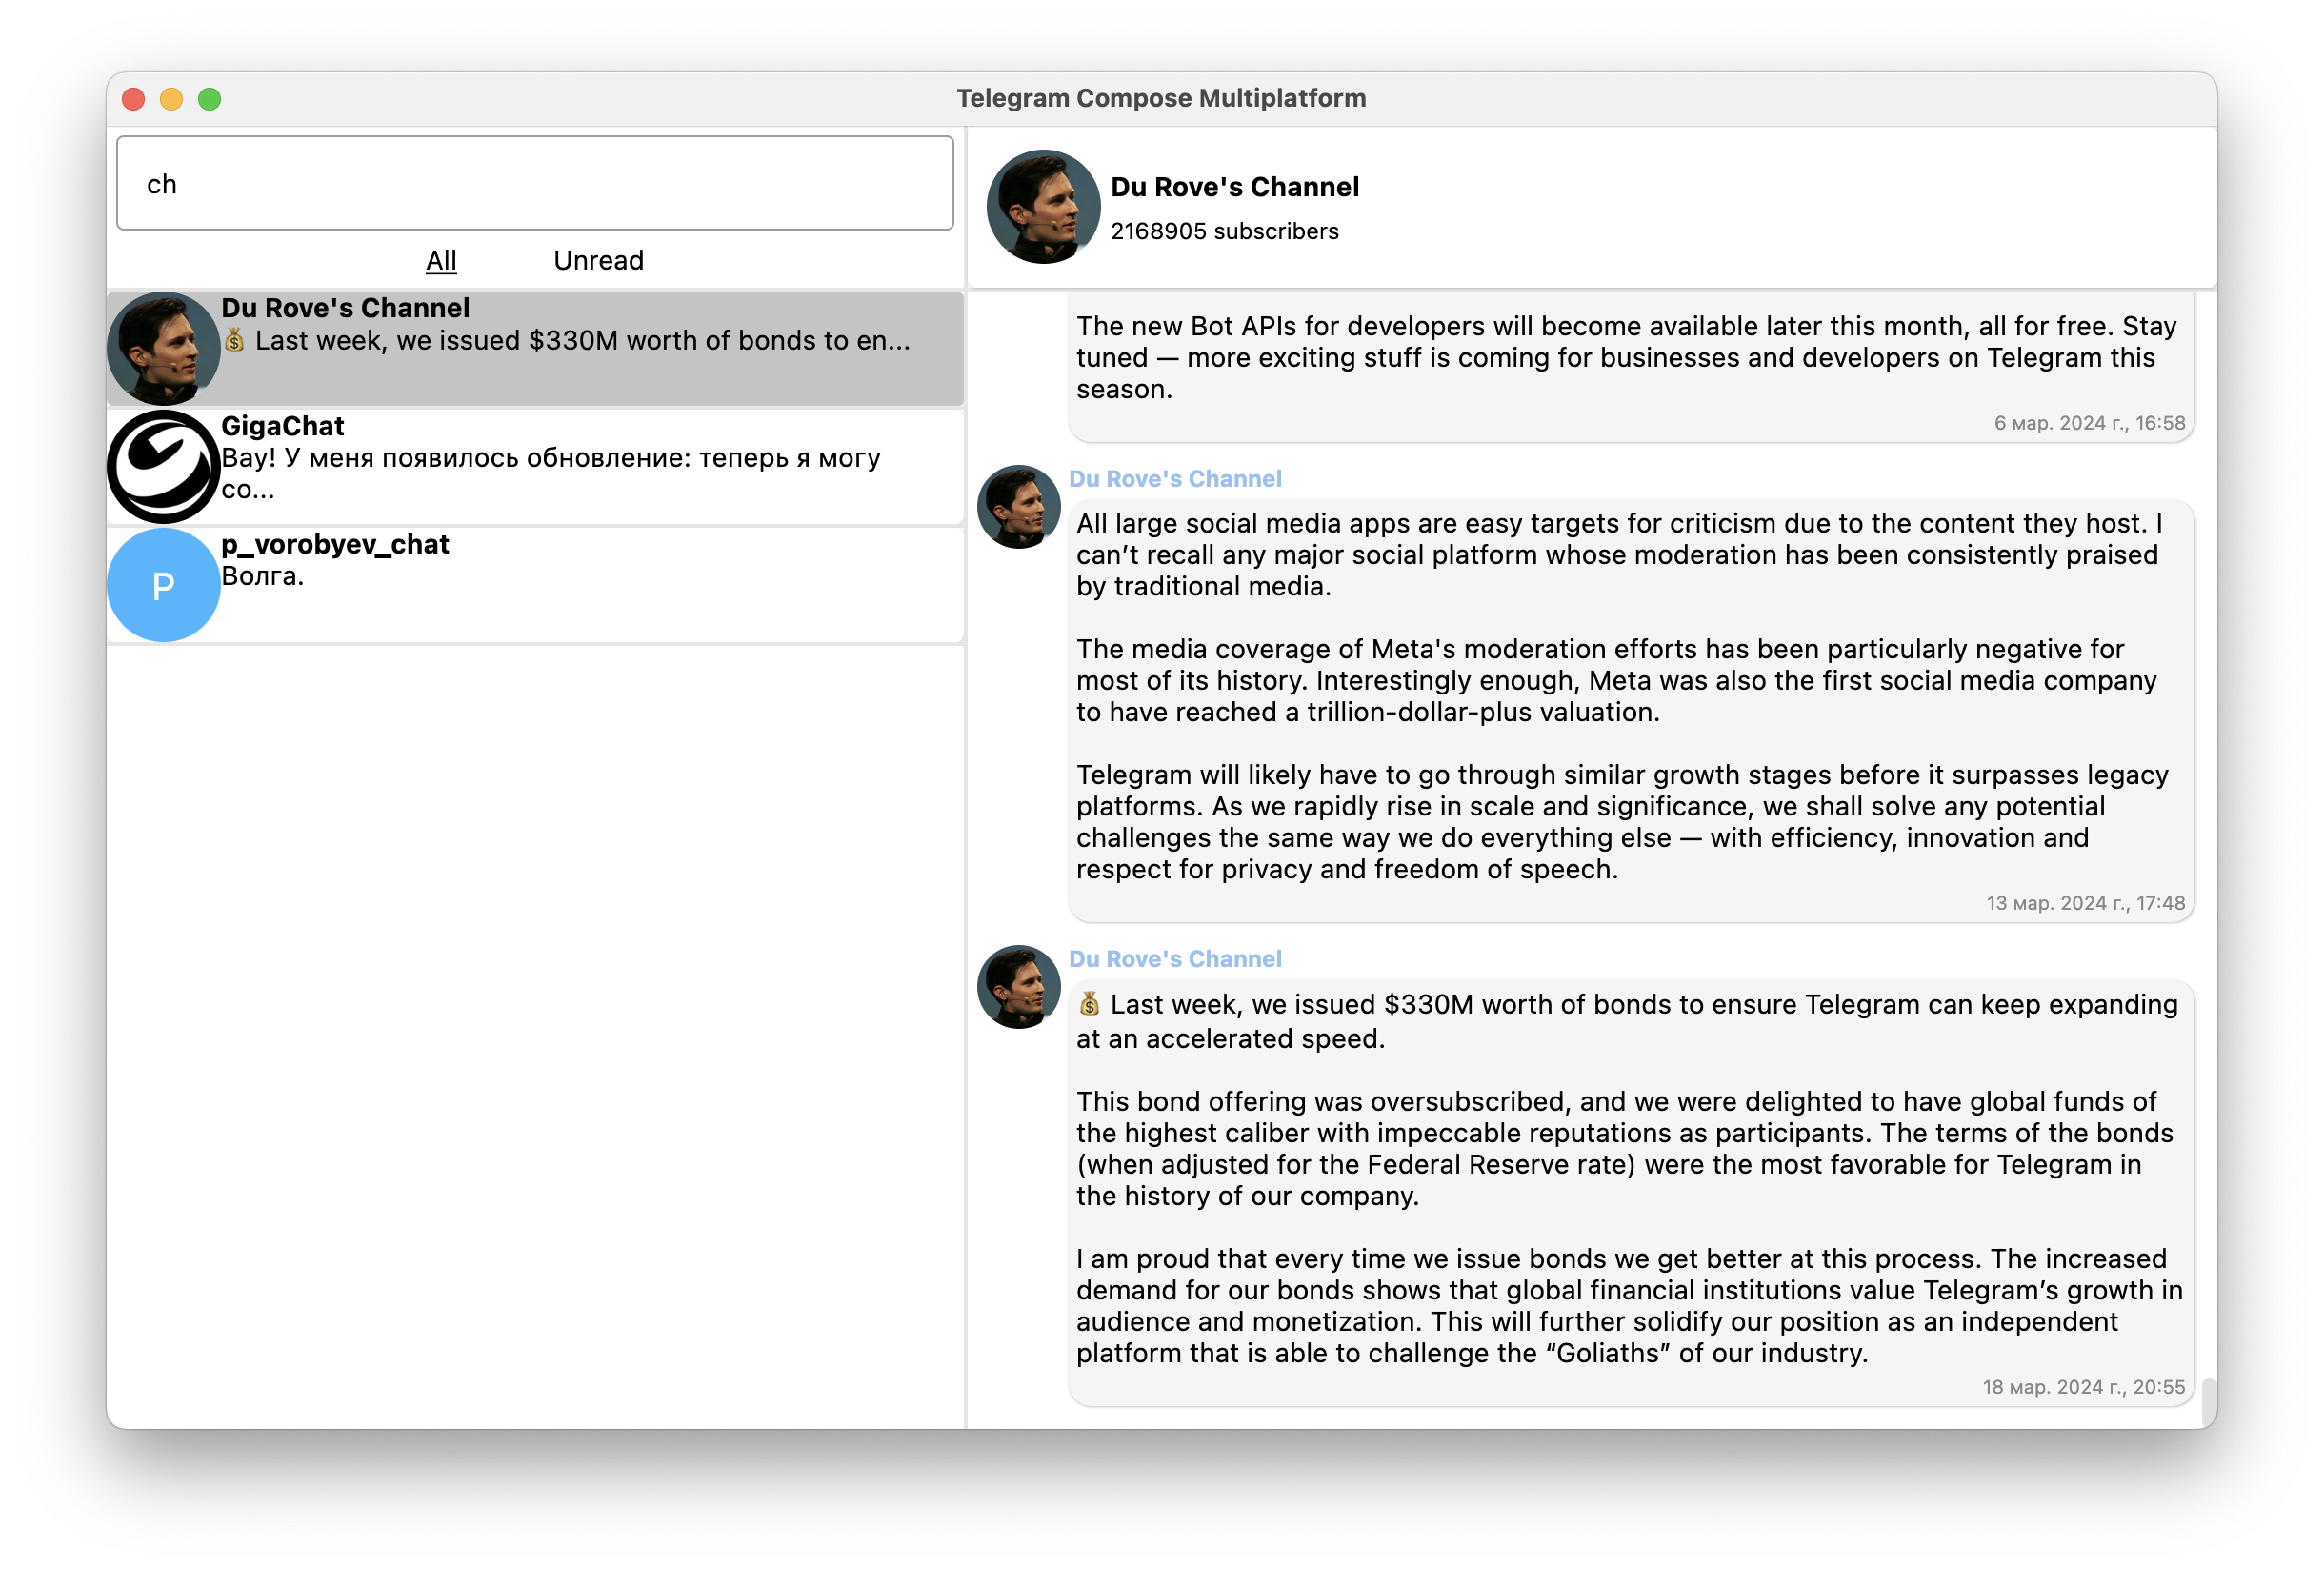 Telegram Compose Multiplatform
ch
All
Unread
Du Rove's Channel
💰 Last week, we issued $330M worth of bonds to en...
GigaChat
Вау! У меня появилось обновление: теперь я могу
со...
P
p_vorobyev_chat
Волга.
Du Rove's Channel
2168905 subscribers
The new Bot APIs for developers will become available later this month, all for free. Stay
tuned — more exciting stuff is coming for businesses and developers on Telegram this
season.
6 мар. 2024 г., 16:58
Du Rove's Channel
All large social media apps are easy targets for criticism due to the content they host. I
can’t recall any major social platform whose moderation has been consistently praised
by traditional media.
The media coverage of Meta's moderation efforts has been particularly negative for
most of its history. Interestingly enough, Meta was also the first social media company
to have reached a trillion-dollar-plus valuation.
Telegram will likely have to go through similar growth stages before it surpasses legacy
platforms. As we rapidly rise in scale and significance, we shall solve any potential
challenges the same way we do everything else — with efficiency, innovation and
respect for privacy and freedom of speech.
13 мар. 2024 г., 17:48
Du Rove's Channel
💰 Last week, we issued $330M worth of bonds to ensure Telegram can keep expanding
at an accelerated speed.
This bond offering was oversubscribed, and we were delighted to have global funds of
the highest caliber with impeccable reputations as participants. The terms of the bonds
(when adjusted for the Federal Reserve rate) were the most favorable for Telegram in
the history of our company.
I am proud that every time we issue bonds we get better at this process. The increased
demand for our bonds shows that global financial institutions value Telegram’s growth in
audience and monetization. This will further solidify our position as an independent
platform that is able to challenge the “Goliaths” of our industry.
18 мар. 2024 г., 20:55